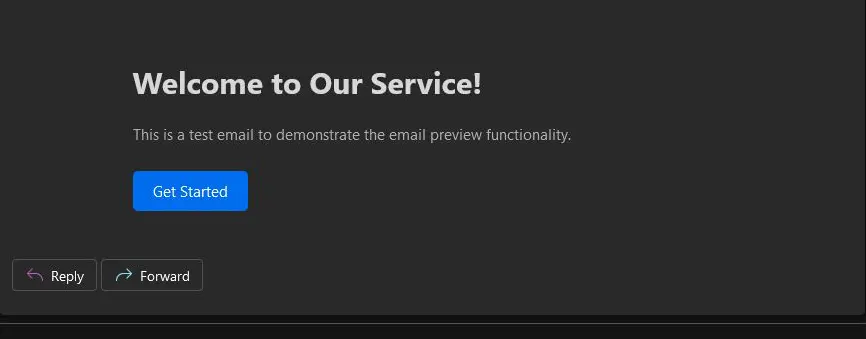 Welcome to Our Service!
This is a test email to demonstrate the email preview functionality.
Get Started
Reply
Forward